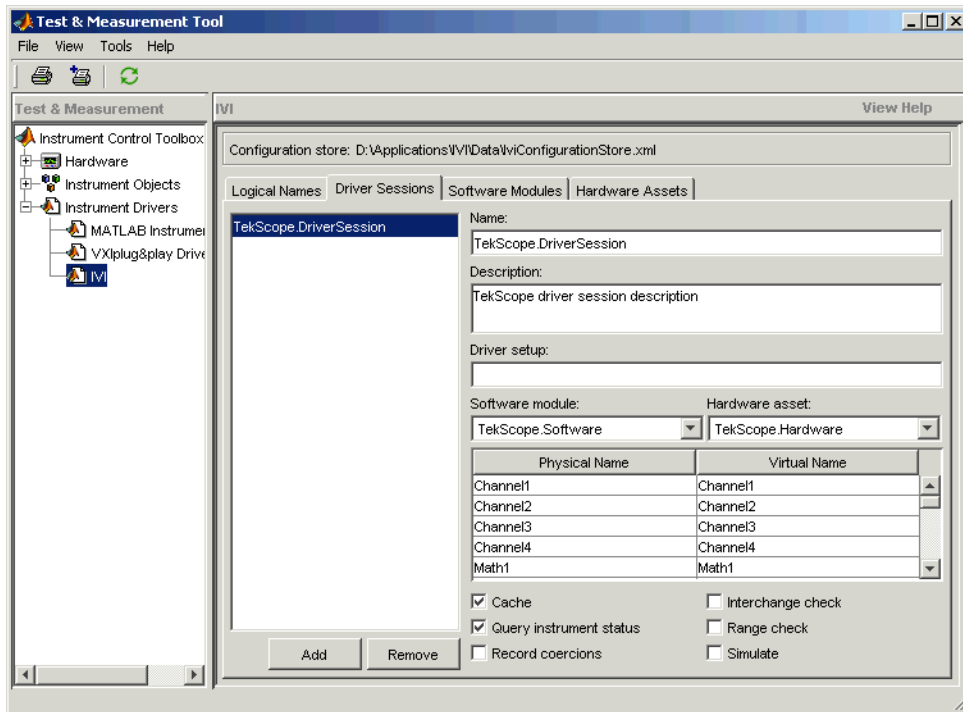 Test & Measurement Tool
File View Tools Help
Test & Measurement
IVI
View Help
Instrument Control Toolbox
Hardware
Instrument Objects
Instrument Drivers
MATLAB Instrumer
VXIplug&play Drive
IVI
Configuration store: D:\Applications\IVI\Data\IviConfigurationStore.xml
Logical Names
Driver Sessions
Software Modules
Hardware Assets
TekScope.DriverSession
Name:
TekScope.DriverSession
Description:
TekScope driver session description
Driver setup:
Software module:
Hardware asset:
TekScope.Software
TekScope.Hardware
Physical Name Virtual Name
Channel1 Channel1
Channel2 Channel2
Channel3 Channel3
Channel4 Channel4
Math1 Math1
Cache
Interchange check
Query instrument status
Range check
Record coercions
Simulate
Add
Remove